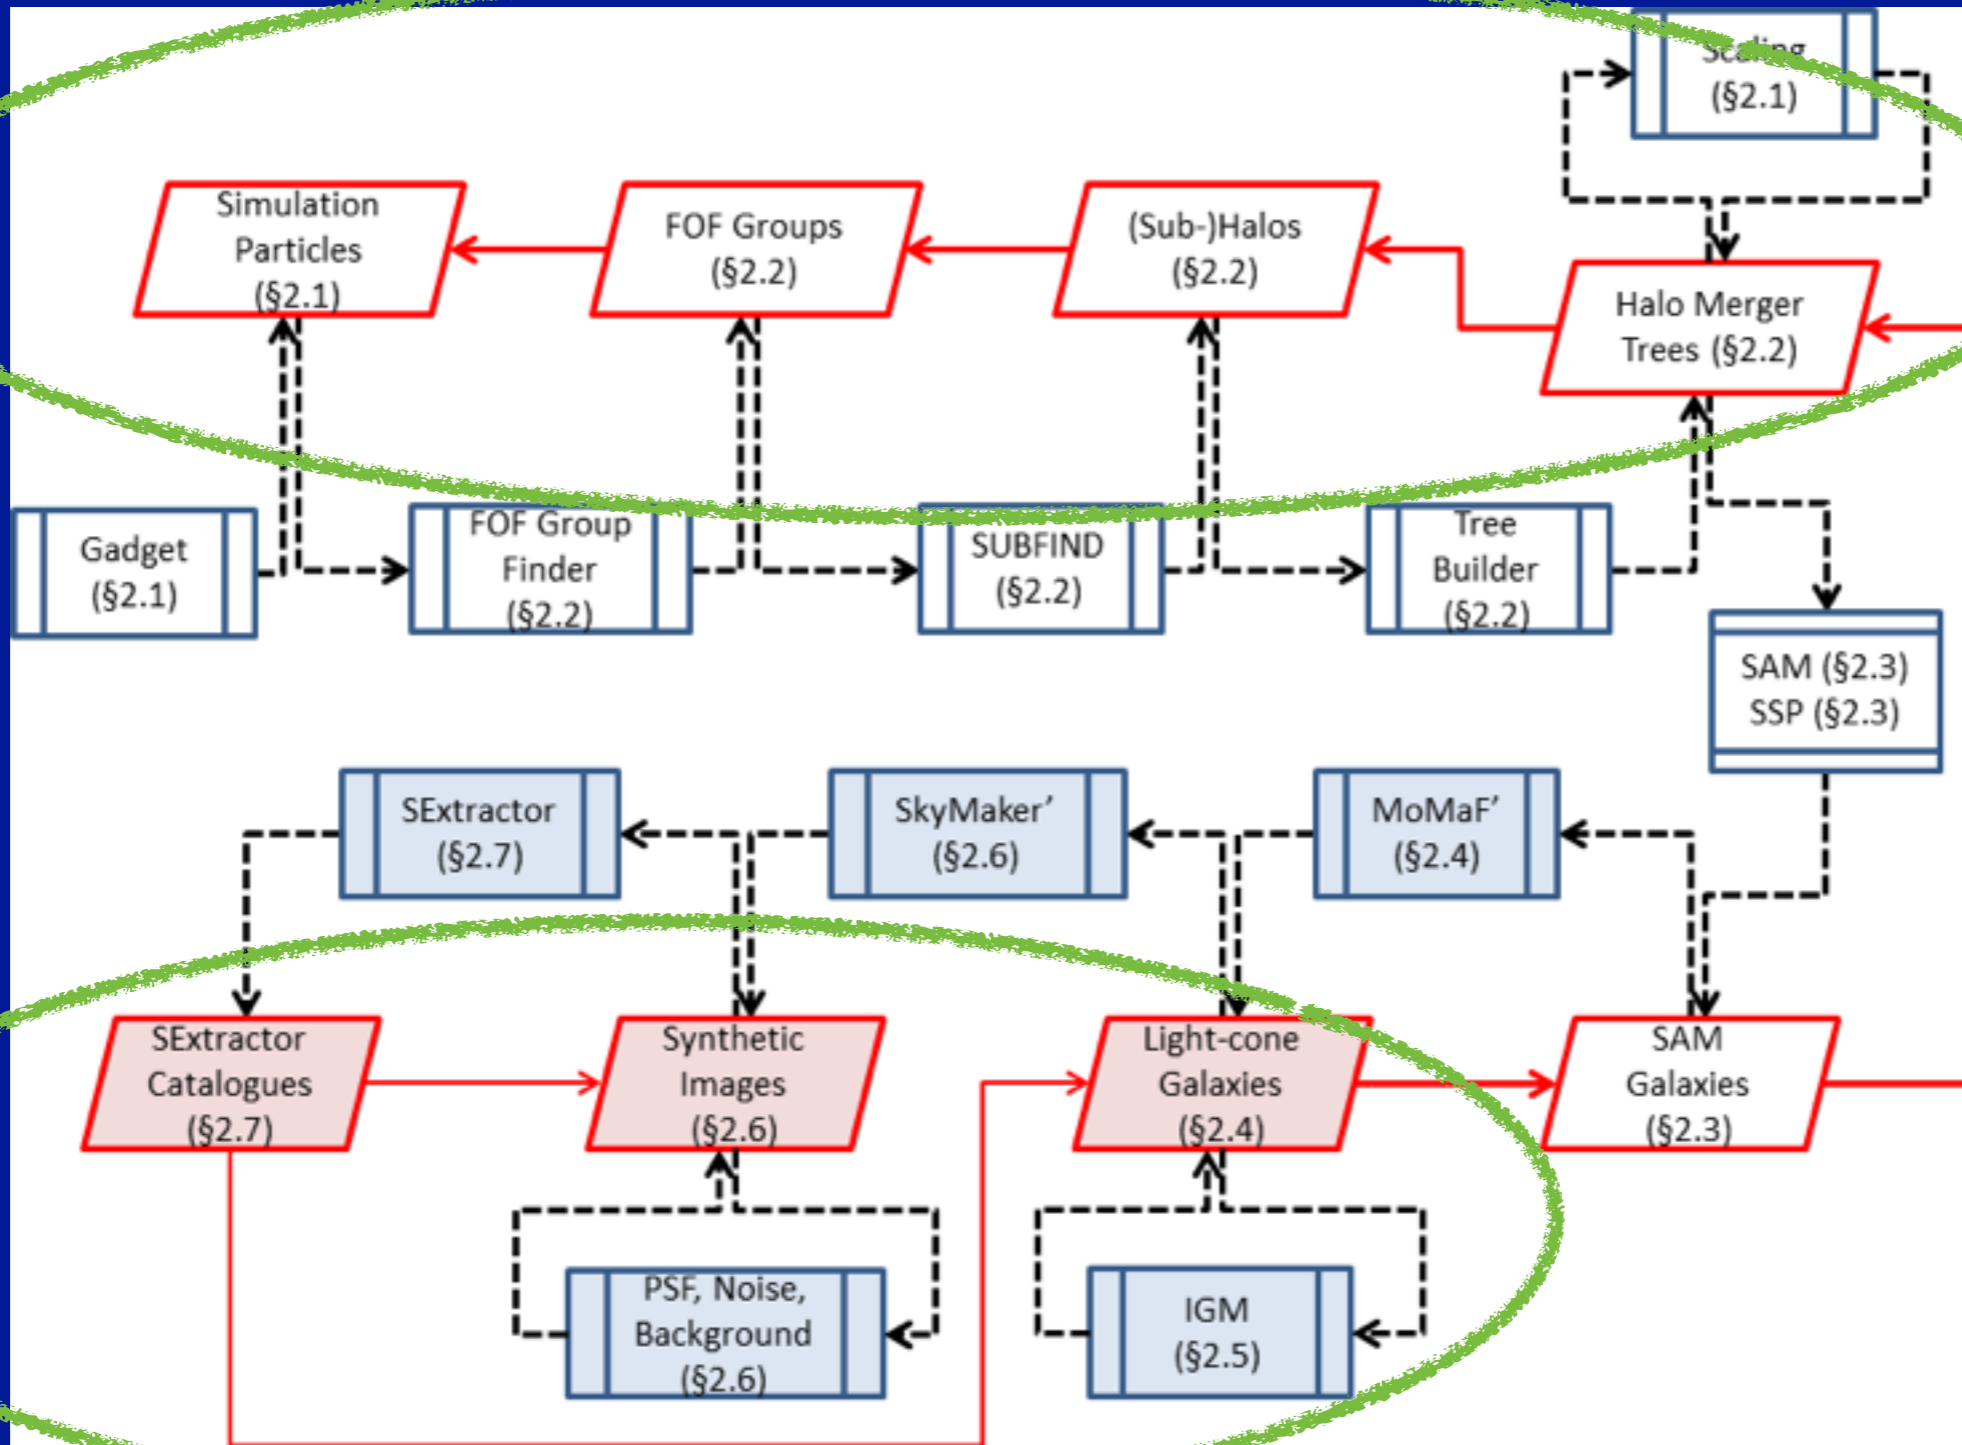 Scaling
(§2.1)
Simulation
Particles
(§2.1)
FOF Groups
(§2.2)
(Sub-)Halos
(§2.2)
Halo Merger
Trees (§2.2)
Gadget
(§2.1)
FOF Group
Finder
(§2.2)
SUBFIND
(§2.2)
Tree
Builder
(§2.2)
SAM (§2.3)
SSP (§2.3)
SExtractor
(§2.7)
SkyMaker’
(§2.6)
MoMaF’
(§2.4)
SExtractor
Catalogues
(§2.7)
Synthetic
Images
(§2.6)
Light-cone
Galaxies
(§2.4)
SAM
Galaxies
(§2.3)
PSF, Noise,
Background
(§2.6)
IGM
(§2.5)